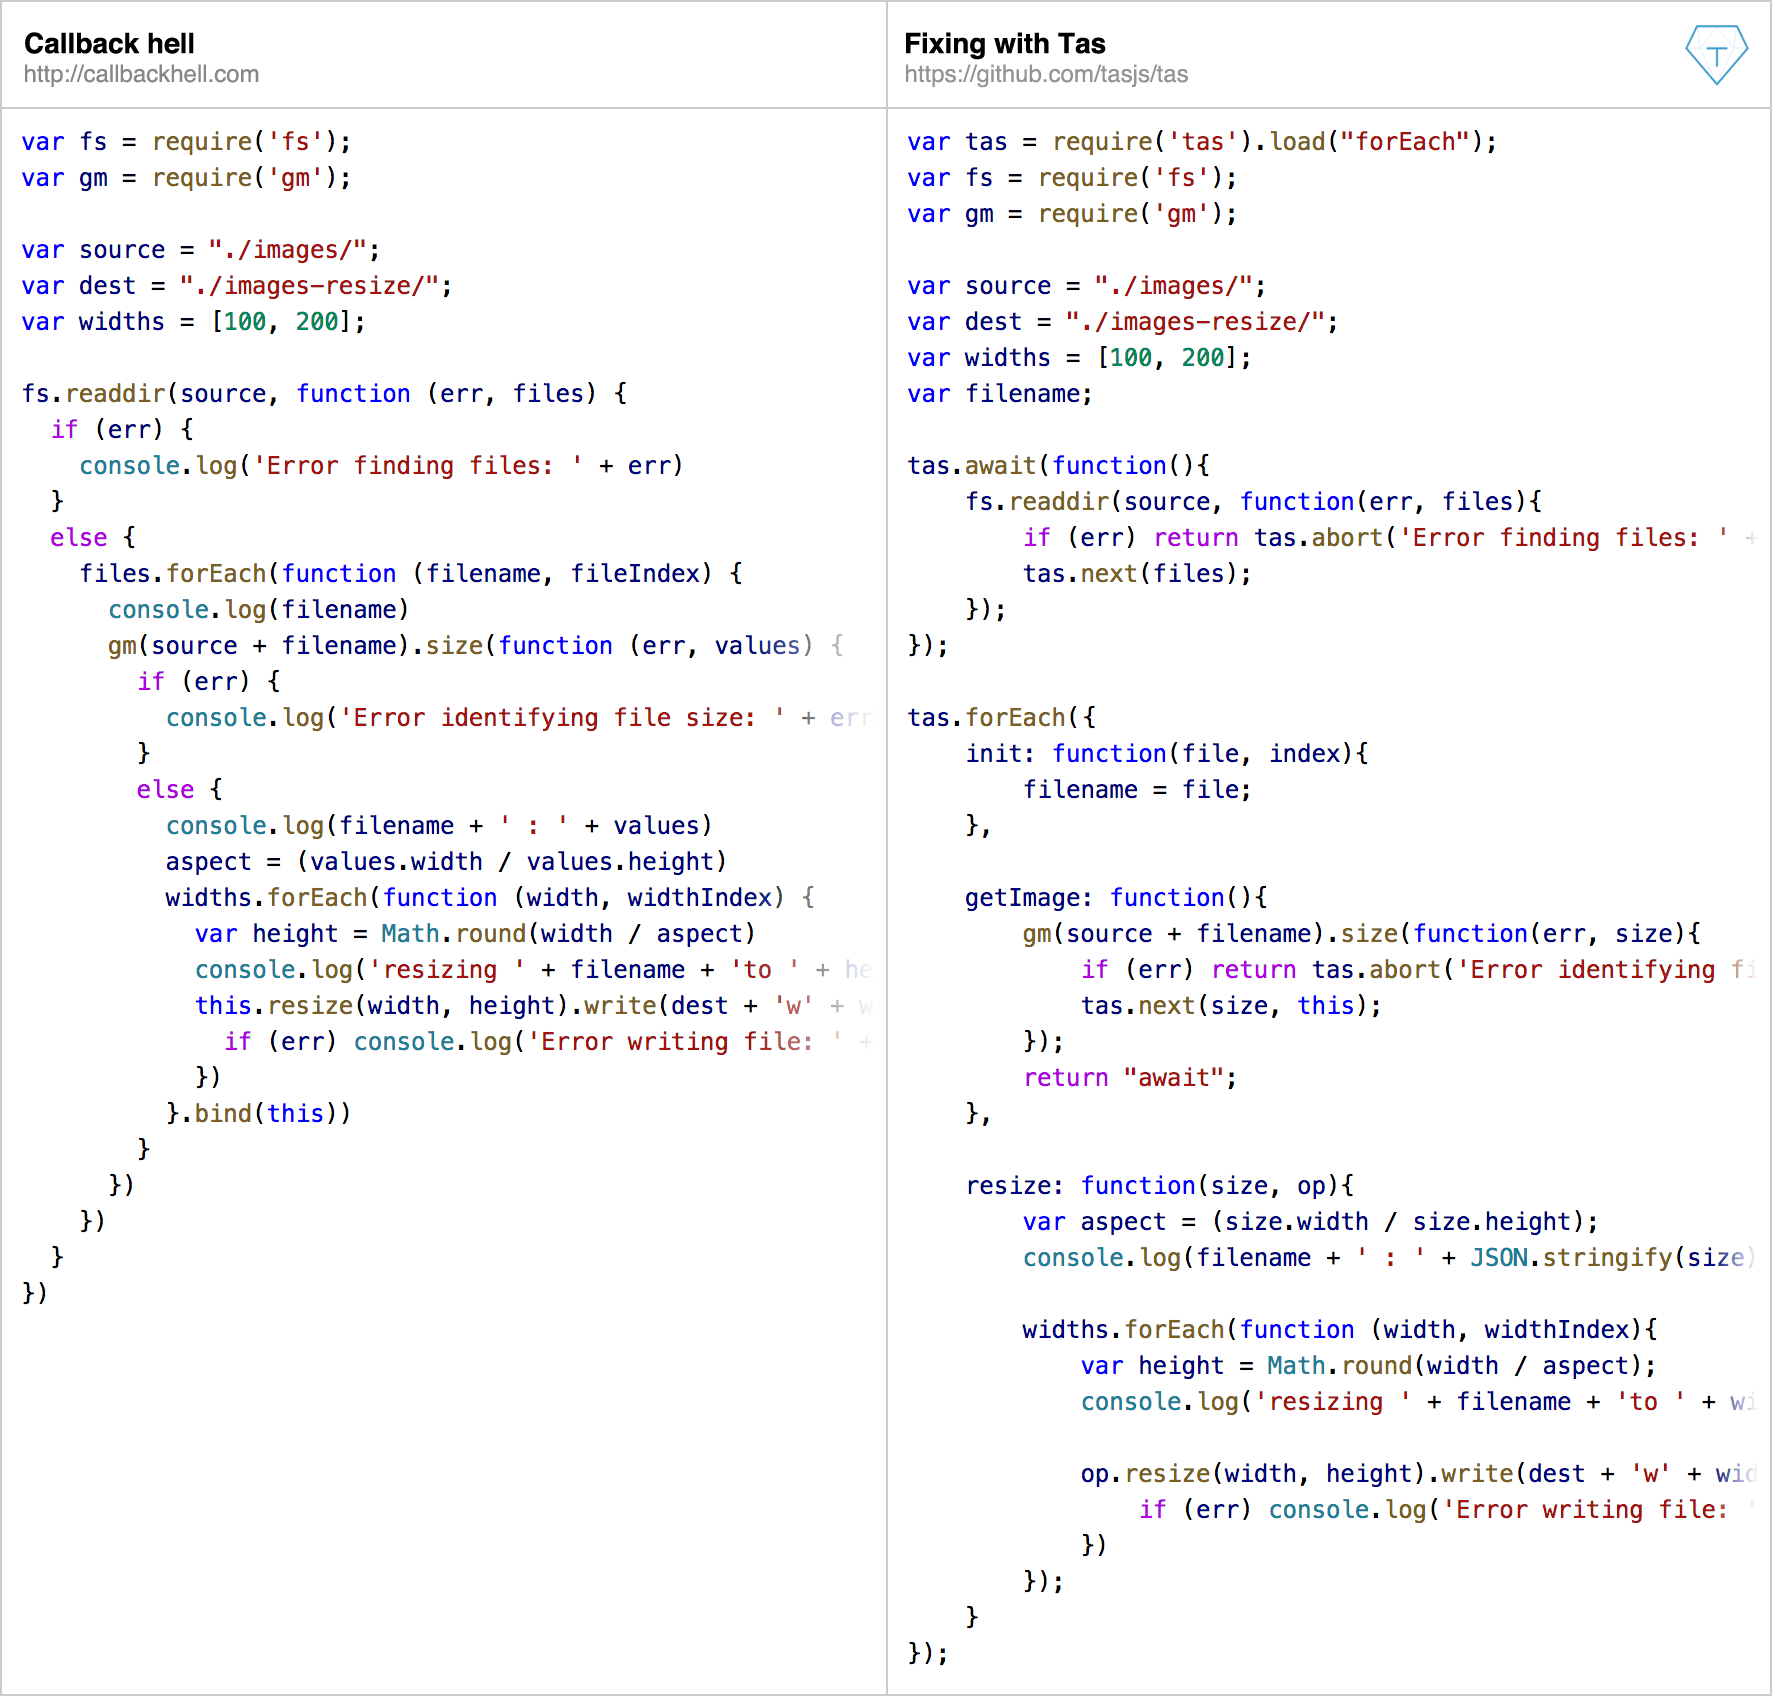 Callback hell
http://callbackhell.com
var fs = require('fs');
var gm = require('gm');
var source = "./images/";
var dest = "./images-resize/";
var widths = [100, 200];
fs.readdir(source, function (err, files) {
  if (err) {
    console.log('Error finding files: ' + err)
  }
  else {
    files.forEach(function (filename, fileIndex) {
      console.log(filename)
      gm(source + filename).size(function (err, values) {
        if (err) {
          console.log('Error identifying file size: ' + err
        }
        else {
          console.log(filename + ' : ' + values)
          aspect = (values.width / values.height)
          widths.forEach(function (width, widthIndex) {
            var height = Math.round(width / aspect)
            console.log('resizing ' + filename + 'to ' + he
            this.resize(width, height).write(dest + 'w' + w
              if (err) console.log('Error writing file: ' +
            })
          }.bind(this))
        }
      })
    })
  }
})
Fixing with Tas
https://github.com/tasjs/tas
T
var tas = require('tas').load("forEach");
var fs = require('fs');
var gm = require('gm');
var source = "./images/";
var dest = "./images-resize/";
var widths = [100, 200];
var filename;
tas.await(function(){
    fs.readdir(source, function(err, files){
        if (err) return tas.abort('Error finding files: ' +
        tas.next(files);
    });
});
tas.forEach({
    init: function(file, index){
        filename = file;
    },
    getImage: function(){
        gm(source + filename).size(function(err, size){
            if (err) return tas.abort('Error identifying fi
            tas.next(size, this);
        });
        return "await";
    },
    resize: function(size, op){
        var aspect = (size.width / size.height);
        console.log(filename + ' : ' + JSON.stringify(size)
        widths.forEach(function (width, widthIndex){
            var height = Math.round(width / aspect);
            console.log('resizing ' + filename + 'to ' + wi
            op.resize(width, height).write(dest + 'w' + wid
                if (err) console.log('Error writing file: '
            })
        });
    }
});